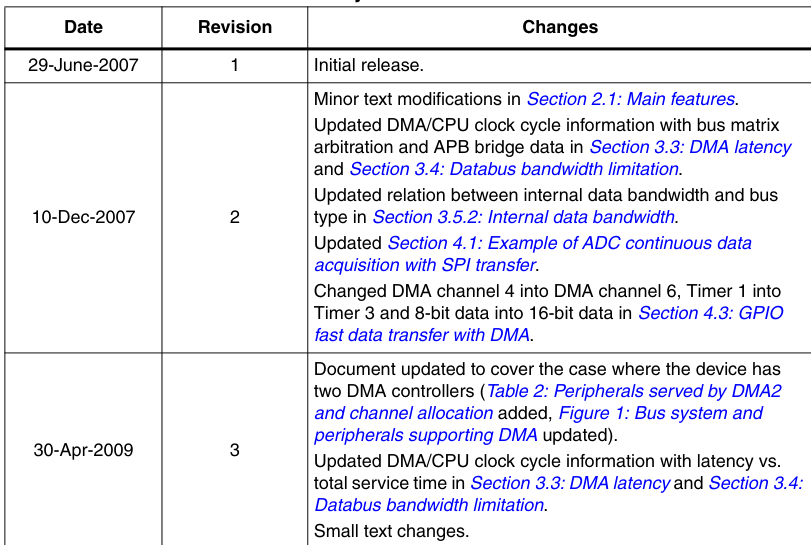 Date Revision Changes
29-June-2007 1 Initial release.
Minor text modifications in Section 2.1: Main features.
Updated DMA/CPU clock cycle information with bus matrix
arbitration and APB bridge data in Section 3.3: DMA latency
and Section 3.4: Databus bandwidth limitation.
Updated relation between internal data bandwidth and bus
10-Dec-2007 2 type in Section 3.5.2: Internal data bandwidth.
Updated Section 4.1: Example of ADC continuous data
acquisition with SPI transfer.
Changed DMA channel 4 into DMA channel 6, Timer 1 into
Timer 3 and 8-bit data into 16-bit data in Section 4.3: GPIO
fast data transfer with DMA.
Document updated to cover the case where the device has
two DMA controllers (Table 2: Peripherals served by DMA2
and channel allocation added, Figure 1: Bus system and
peripherals supporting DMA updated).
30-Apr-2009 3
Updated DMA/CPU clock cycle information with latency vs.
total service time in Section 3.3: DMA latency and Section 3.4:
Databus bandwidth limitation.
Small text changes.